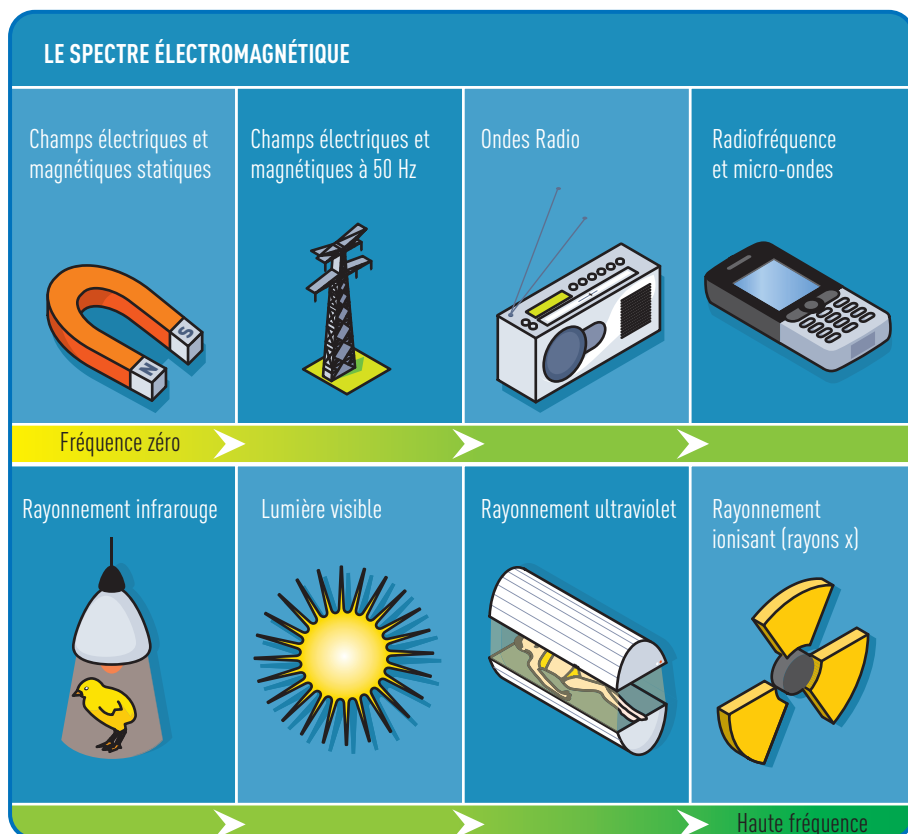 LE SPECTRE ÉLECTROMAGNÉTIQUE
Champs électriques et
magnétiques statiques
Champs électriques et
magnétiques à 50 Hz
Ondes Radio
Radiofréquence
et micro-ondes
S
N
Fréquence zéro
Rayonnement infrarouge
Lumière visible
Rayonnement ultraviolet
Rayonnement
ionisant (rayons x)
Haute fréquence